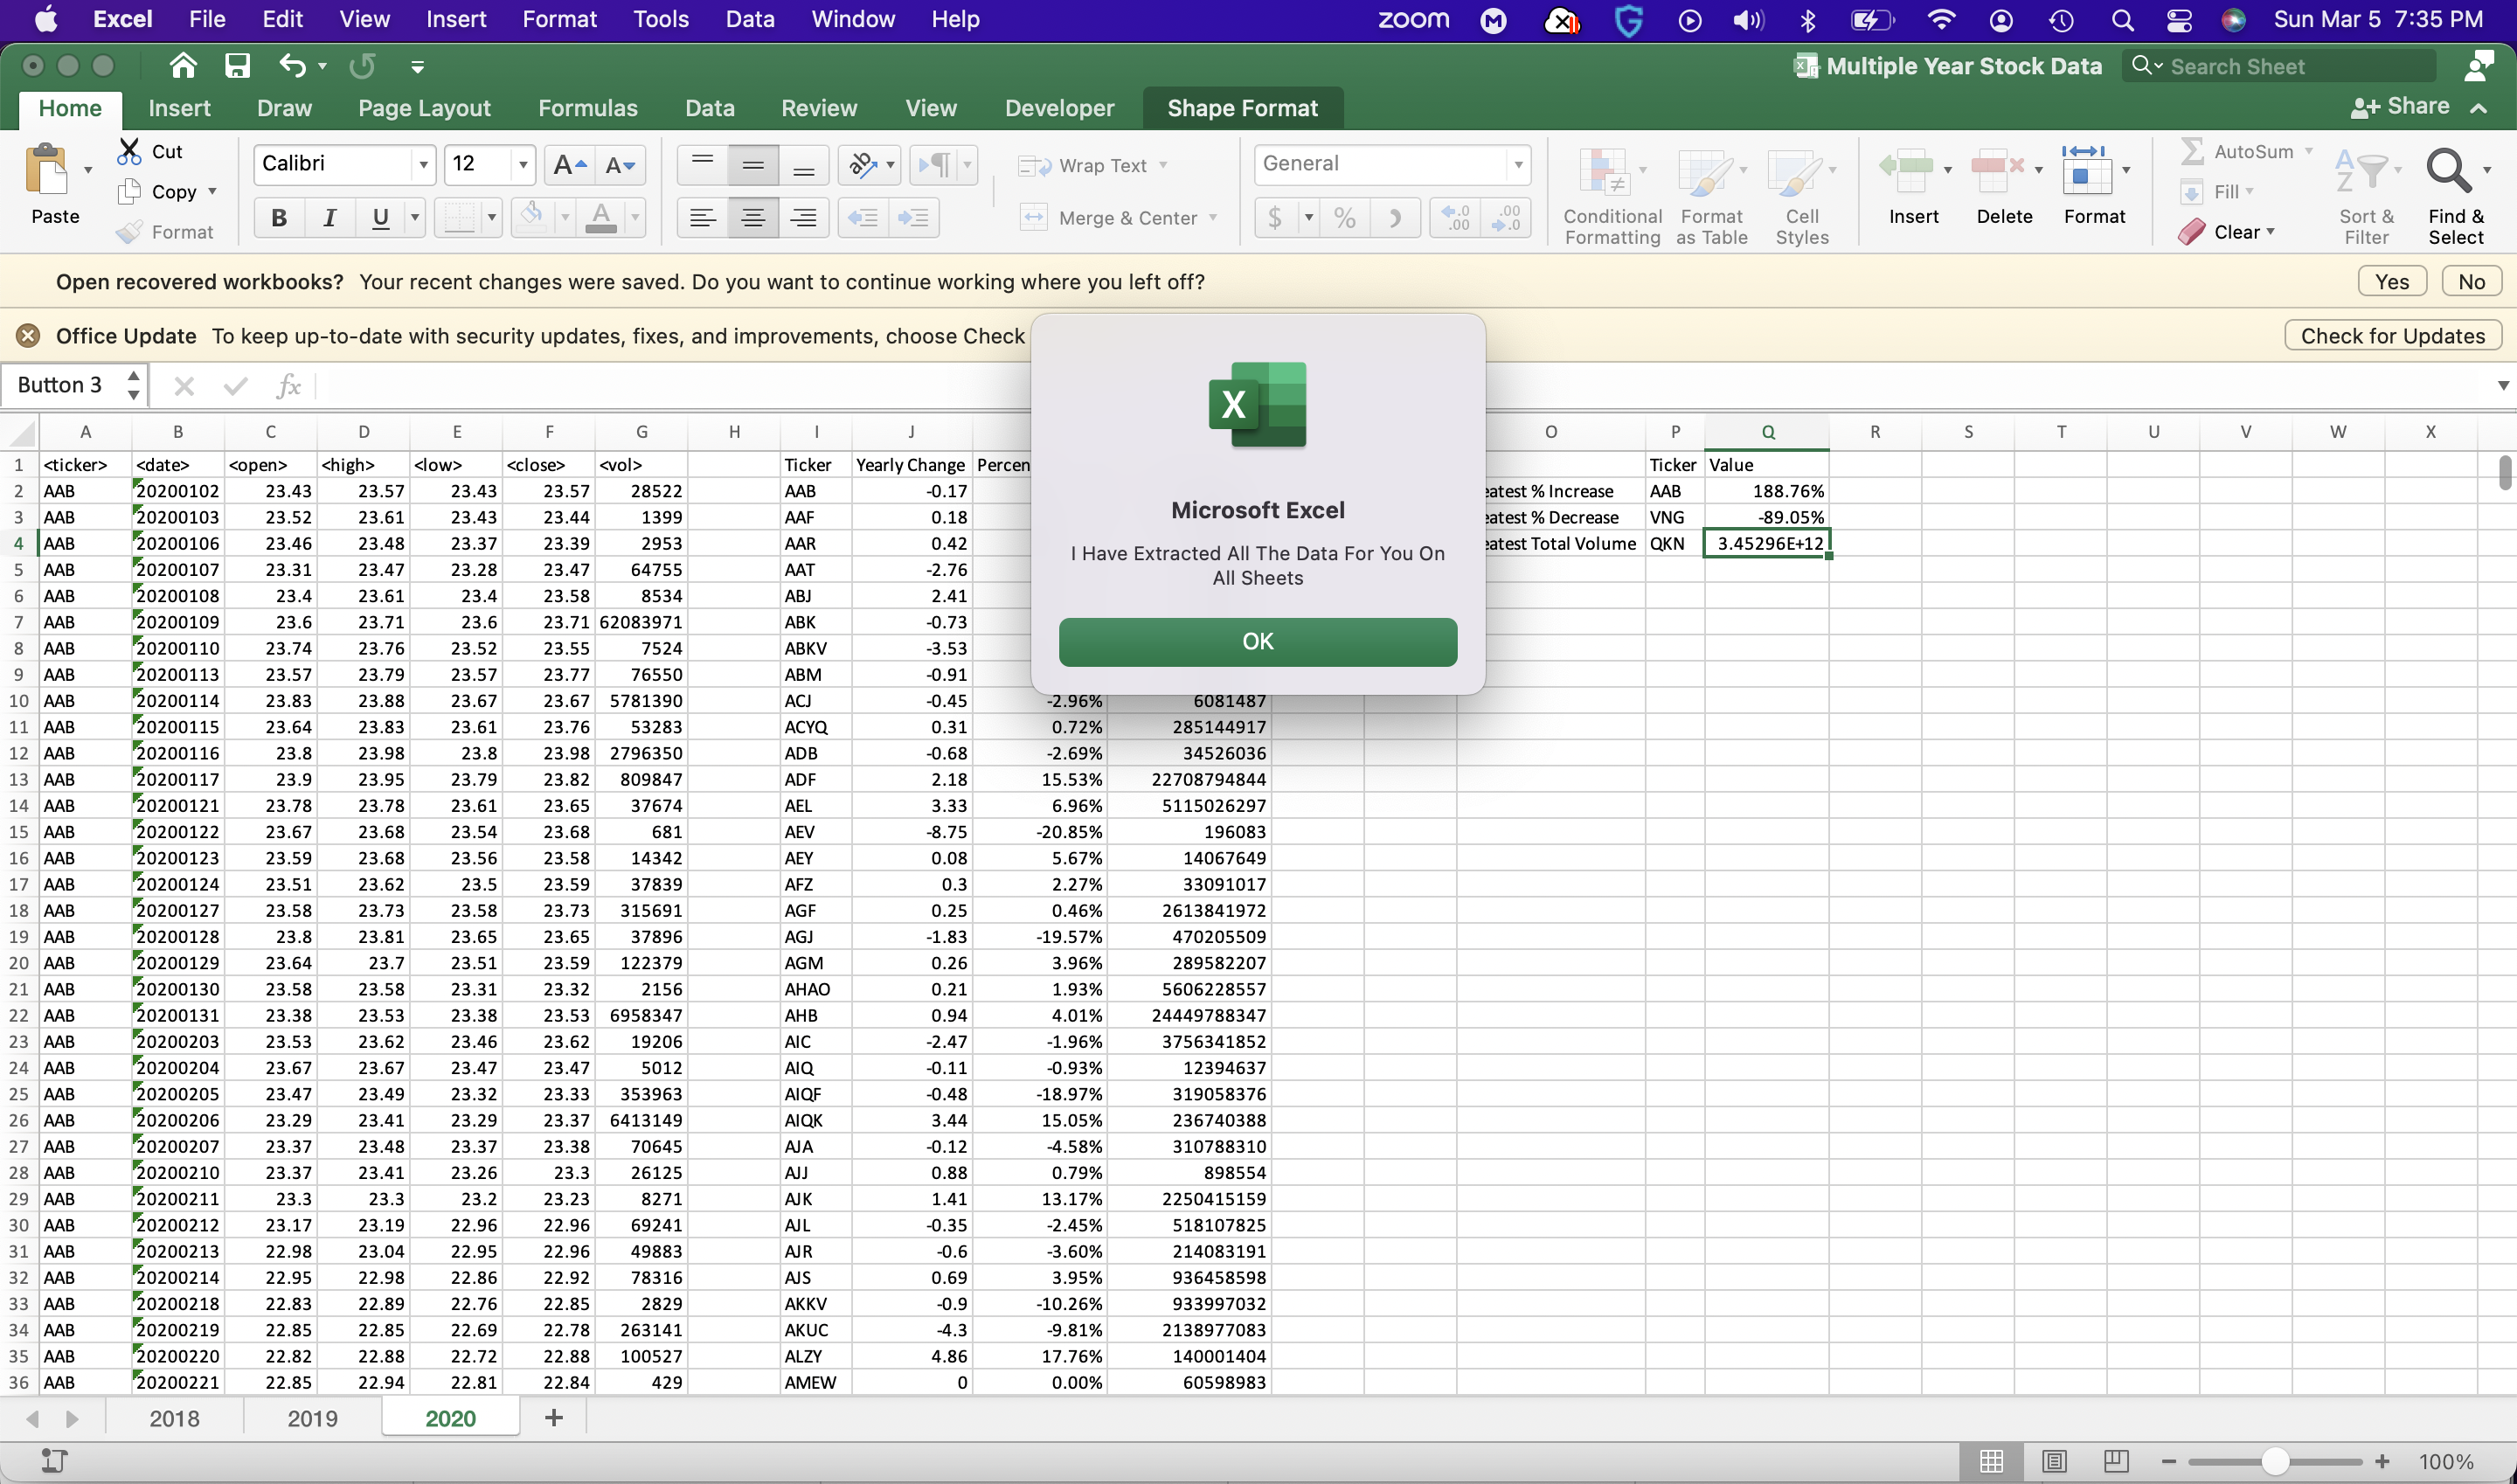 Excel File Edit View Insert Format Tools Data Window Help zoom Sun Mar 5 7:35 PM
Multiple Year Stock Data Search Sheet
Home Insert Draw Page Layout Formulas Data Review View Developer Shape Format Share
Paste Cut Copy Format
Calibri 12 A A B I U A
ab Wrap Text Merge & Center
General $ % .0 .00 .00 .0
Conditional Formatting Format as Table Cell Styles
Insert Delete Format
AutoSum Fill Clear Sort & Filter Find & Select
Open recovered workbooks? Your recent changes were saved. Do you want to continue working where you left off? Yes No
Office Update To keep up-to-date with security updates, fixes, and improvements, choose Check Check for Updates
Button 3 fx
Microsoft Excel
I Have Extracted All The Data For You On
All Sheets
OK
A B C D E F G H I J O P Q R S T U V W X
1 <ticker> <date> <open> <high> <low> <close> <vol> Ticker Yearly Change Percen Ticker Value
2 AAB 20200102 23.43 23.57 23.43 23.57 28522 AAB -0.17 eatest % Increase AAB 188.76%
3 AAB 20200103 23.52 23.61 23.43 23.44 1399 AAF 0.18 eatest % Decrease VNG -89.05%
4 AAB 20200106 23.46 23.48 23.37 23.39 2953 AAR 0.42 eatest Total Volume QKN 3.45296E+12
5 AAB 20200107 23.31 23.47 23.28 23.47 64755 AAT -2.76
6 AAB 20200108 23.4 23.61 23.4 23.58 8534 ABJ 2.41
7 AAB 20200109 23.6 23.71 23.6 23.71 62083971 ABK -0.73
8 AAB 20200110 23.74 23.76 23.52 23.55 7524 ABKV -3.53
9 AAB 20200113 23.57 23.79 23.57 23.77 76550 ABM -0.91
10 AAB 20200114 23.83 23.88 23.67 23.67 5781390 ACJ -0.45 -2.96% 6081487
11 AAB 20200115 23.64 23.83 23.61 23.76 53283 ACYQ 0.31 0.72% 285144917
12 AAB 20200116 23.8 23.98 23.8 23.98 2796350 ADB -0.68 -2.69% 34526036
13 AAB 20200117 23.9 23.95 23.79 23.82 809847 ADF 2.18 15.53% 22708794844
14 AAB 20200121 23.78 23.78 23.61 23.65 37674 AEL 3.33 6.96% 5115026297
15 AAB 20200122 23.67 23.68 23.54 23.68 681 AEV -8.75 -20.85% 196083
16 AAB 20200123 23.59 23.68 23.56 23.58 14342 AEY 0.08 5.67% 14067649
17 AAB 20200124 23.51 23.62 23.5 23.59 37839 AFZ 0.3 2.27% 33091017
18 AAB 20200127 23.58 23.73 23.58 23.73 315691 AGF 0.25 0.46% 2613841972
19 AAB 20200128 23.8 23.81 23.65 23.65 37896 AGJ -1.83 -19.57% 470205509
20 AAB 20200129 23.64 23.7 23.51 23.59 122379 AGM 0.26 3.96% 289582207
21 AAB 20200130 23.58 23.58 23.31 23.32 2156 AHAO 0.21 1.93% 5606228557
22 AAB 20200131 23.38 23.53 23.38 23.53 6958347 AHB 0.94 4.01% 24449788347
23 AAB 20200203 23.53 23.62 23.46 23.62 19206 AIC -2.47 -1.96% 3756341852
24 AAB 20200204 23.67 23.67 23.47 23.47 5012 AIQ -0.11 -0.93% 12394637
25 AAB 20200205 23.47 23.49 23.32 23.33 353963 AIQF -0.48 -18.97% 319058376
26 AAB 20200206 23.29 23.41 23.29 23.37 6413149 AIQK 3.44 15.05% 236740388
27 AAB 20200207 23.37 23.48 23.37 23.38 70645 AJA -0.12 -4.58% 310788310
28 AAB 20200210 23.37 23.41 23.26 23.3 26125 AJJ 0.88 0.79% 898554
29 AAB 20200211 23.3 23.3 23.2 23.23 8271 AJK 1.41 13.17% 2250415159
30 AAB 20200212 23.17 23.19 22.96 22.96 69241 AJL -0.35 -2.45% 518107825
31 AAB 20200213 22.98 23.04 22.95 22.96 49883 AJR -0.6 -3.60% 214083191
32 AAB 20200214 22.95 22.98 22.86 22.92 78316 AJS 0.69 3.95% 936458598
33 AAB 20200218 22.83 22.89 22.76 22.85 2829 AKKV -0.9 -10.26% 933997032
34 AAB 20200219 22.85 22.85 22.69 22.78 263141 AKUC -4.3 -9.81% 2138977083
35 AAB 20200220 22.82 22.88 22.72 22.88 100527 ALZY 4.86 17.76% 140001404
36 AAB 20200221 22.85 22.94 22.81 22.84 429 AMEW 0 0.00% 60598983
2018 2019 2020 +
100%